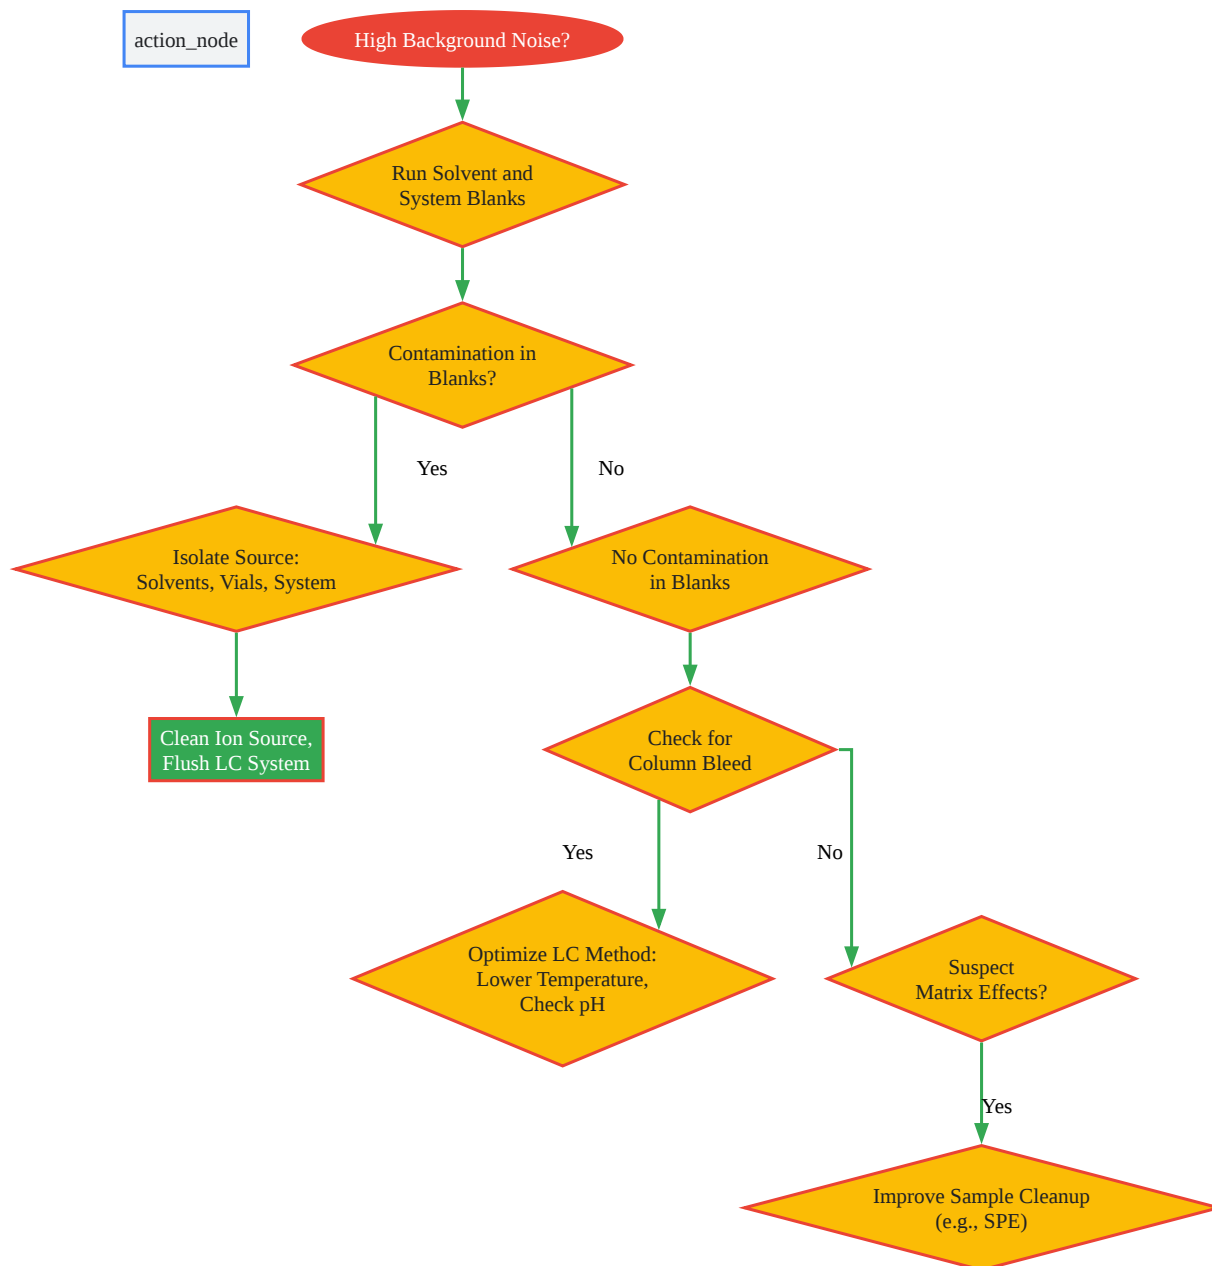 action_node
High Background Noise?
Run Solvent and
System Blanks
Contamination in
Blanks?
Yes
No
Isolate Source:
Solvents, Vials, System
No Contamination
in Blanks
Clean Ion Source,
Flush LC System
Check for
Column Bleed
Yes
No
Optimize LC Method:
Lower Temperature,
Check pH
Suspect
Matrix Effects?
Yes
Improve Sample Cleanup
(e.g., SPE)